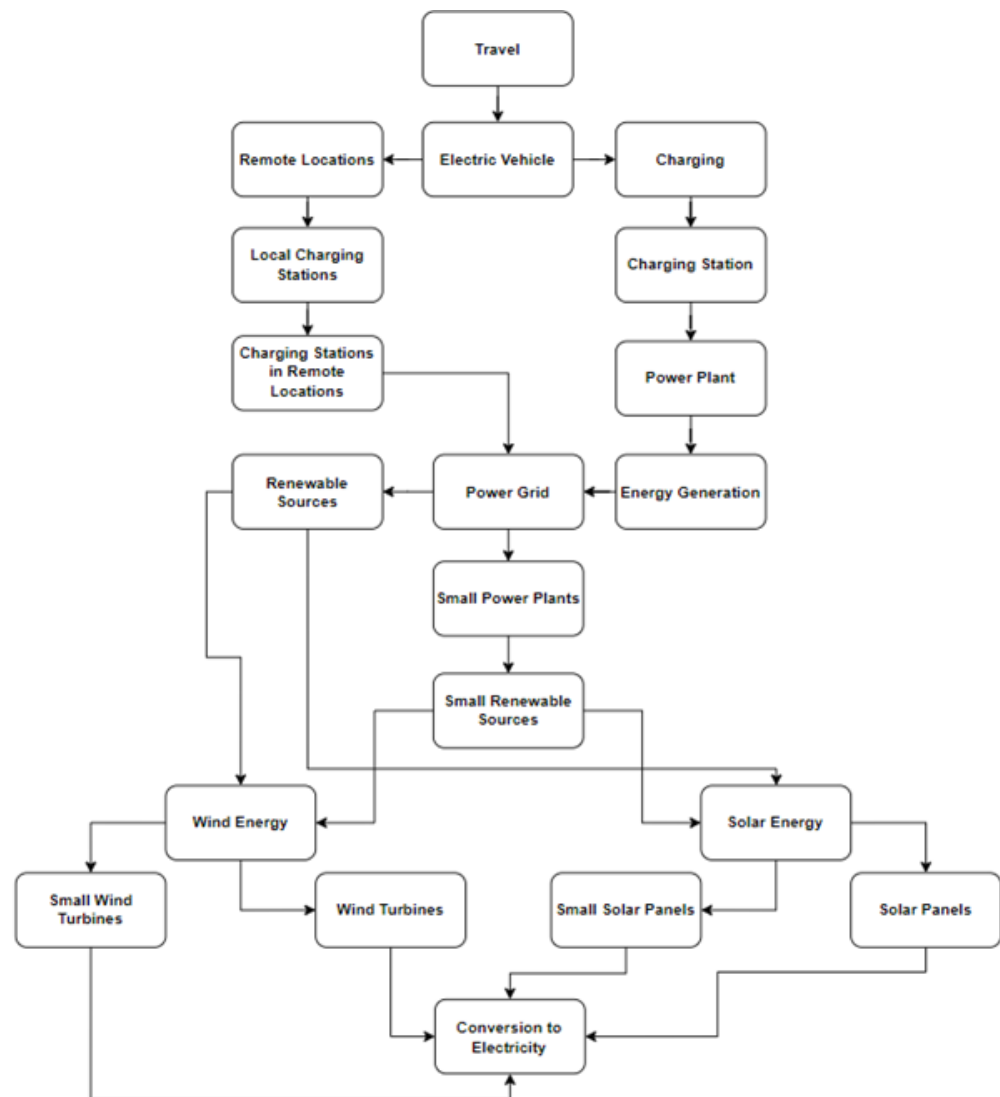 Travel
Remote Locations
Electric Vehicle
Charging
Local Charging
Stations
Charging Station
Charging Stations
in Remote
Locations
Power Plant
Renewable
Sources
Power Grid
Energy Generation
Small Power Plants
Small Renewable
Sources
Wind Energy
Solar Energy
Small Wind
Turbines
Wind Turbines
Small Solar Panels
Solar Panels
Conversion to
Electricity